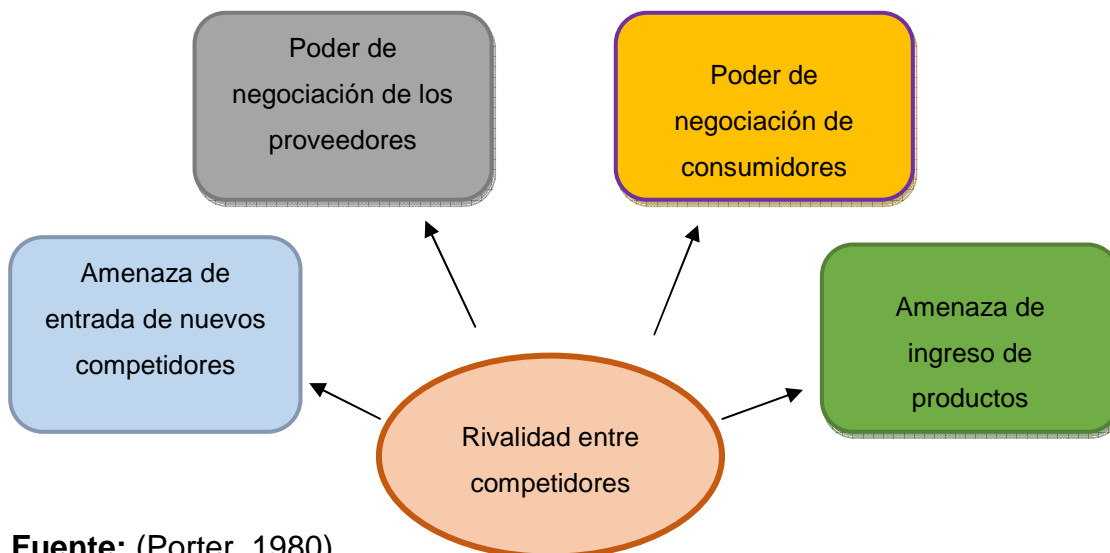 Poder de
negociación de los
proveedores
Poder de
negociación de
consumidores
Amenaza de
entrada de nuevos
competidores
Amenaza de
ingreso de
productos
Rivalidad entre
competidores
Fuente: (Porter, 1980)